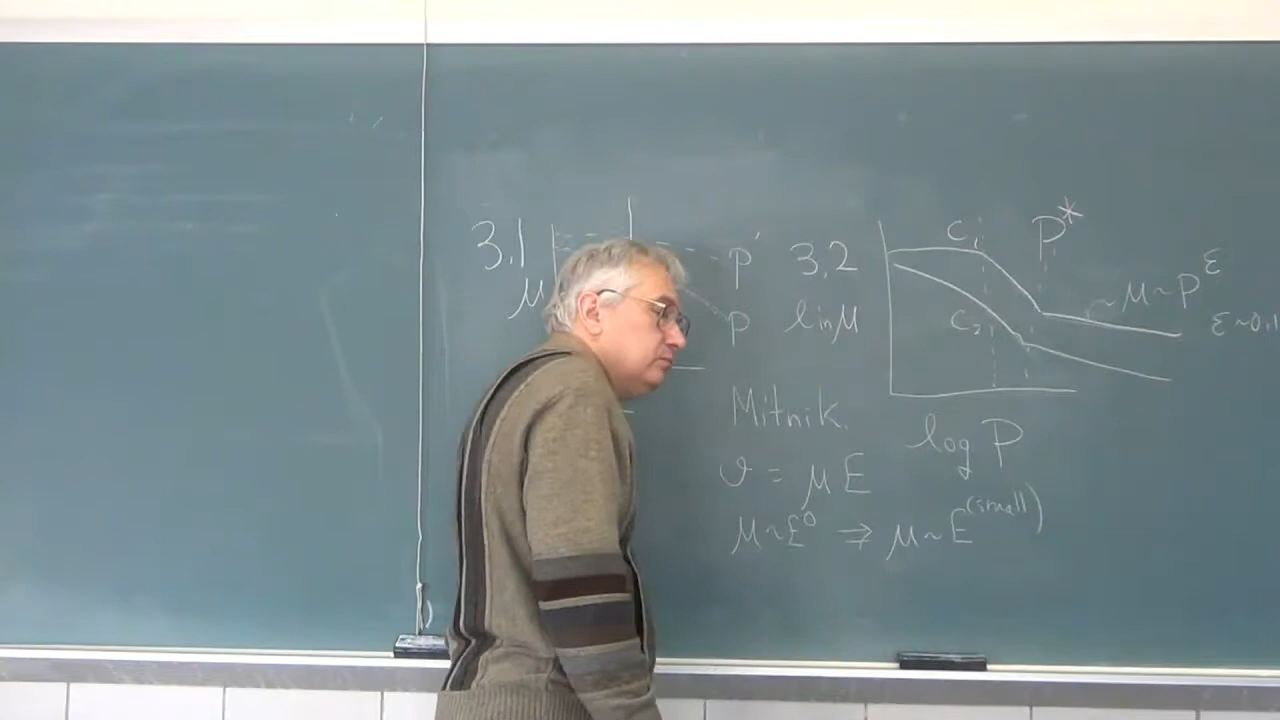 3.1
μ
P'
P
3.2
ln μ
C₁
P*
~ μ ~ P^ε
ε ~ 0.1
C₂
log P
Mitnik.
υ = μ E
μ ~ E⁰ ⇒ μ ~ E^(small)